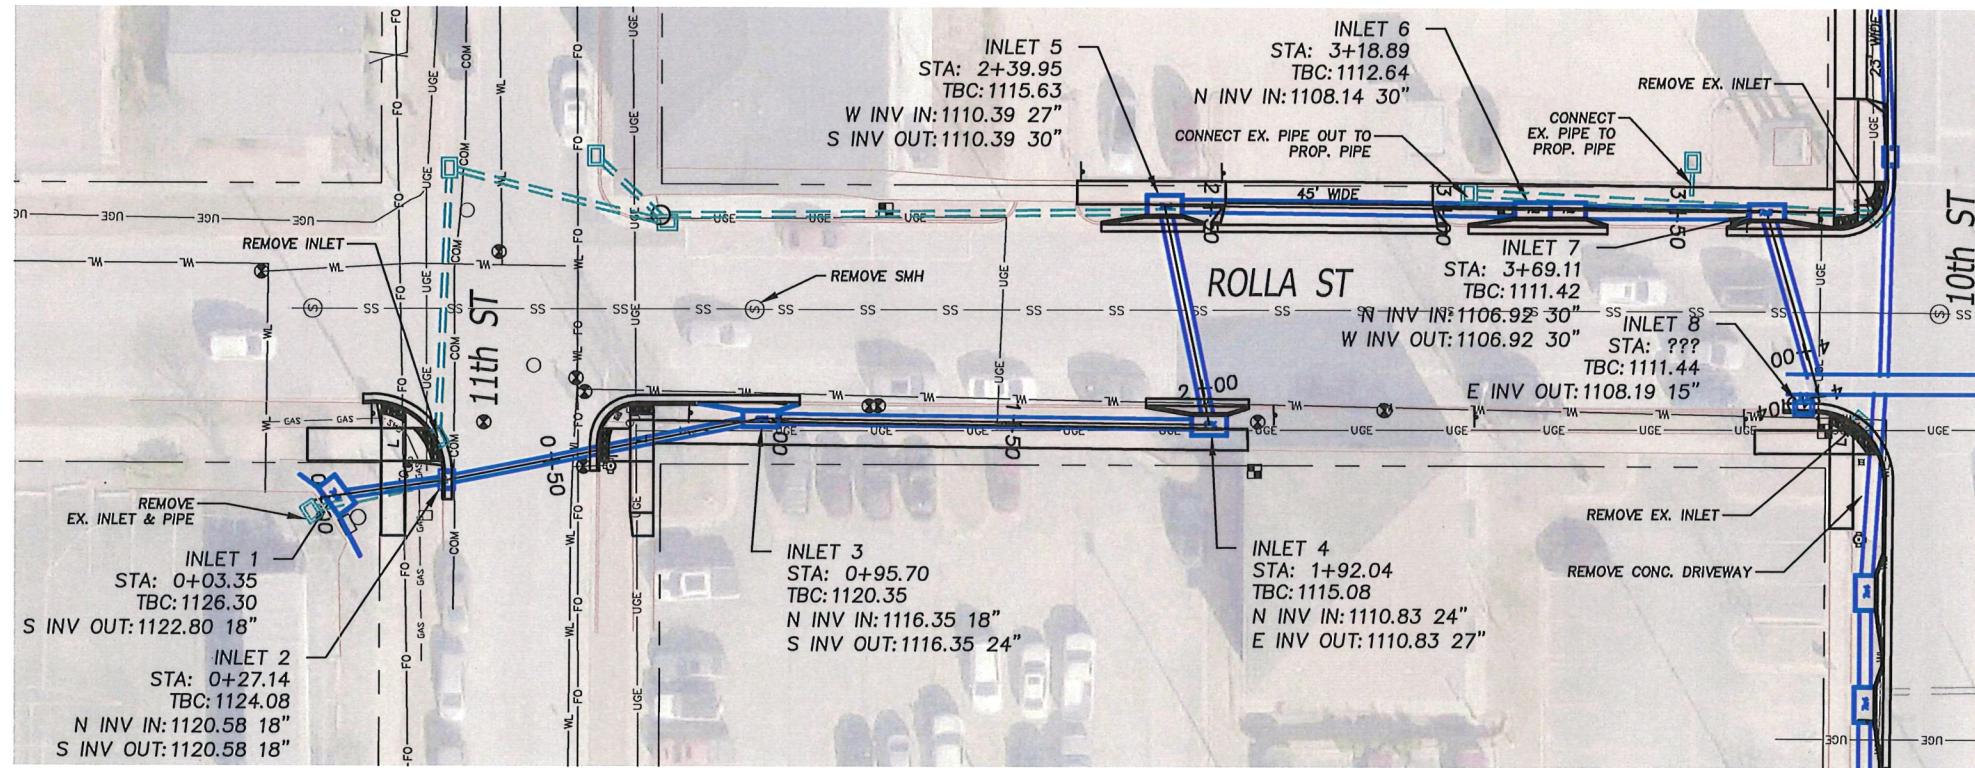 INLET 5
STA: 2+39.95
TBC:1115.63
W INV IN:1110.39 27"
S INV OUT:1110.39 30"
INLET 6
STA: 3+18.89
TBC:1112.64
N INV IN:1108.14 30"
CONNECT EX. PIPE OUT TO
PROP. PIPE
CONNECT
EX. PIPE TO
PROP. PIPE
REMOVE EX. INLET
23' WIDE
45' WIDE
REMOVE INLET
REMOVE SMH
11th ST
ROLLA ST
10th ST
INLET 7
STA: 3+69.11
TBC:1111.42
N INV IN:1106.92 30"
W INV OUT:1106.92 30"
INLET 8
STA: ???
TBC:1111.44
E INV OUT:1108.19 15"
REMOVE
EX. INLET & PIPE
INLET 1
STA: 0+03.35
TBC:1126.30
S INV OUT:1122.80 18"
INLET 2
STA: 0+27.14
TBC:1124.08
N INV IN:1120.58 18"
S INV OUT:1120.58 18"
INLET 3
STA: 0+95.70
TBC:1120.35
N INV IN:1116.35 18"
S INV OUT:1116.35 24"
INLET 4
STA: 1+92.04
TBC:1115.08
N INV IN:1110.83 24"
E INV OUT:1110.83 27"
REMOVE EX. INLET
REMOVE CONC. DRIVEWAY